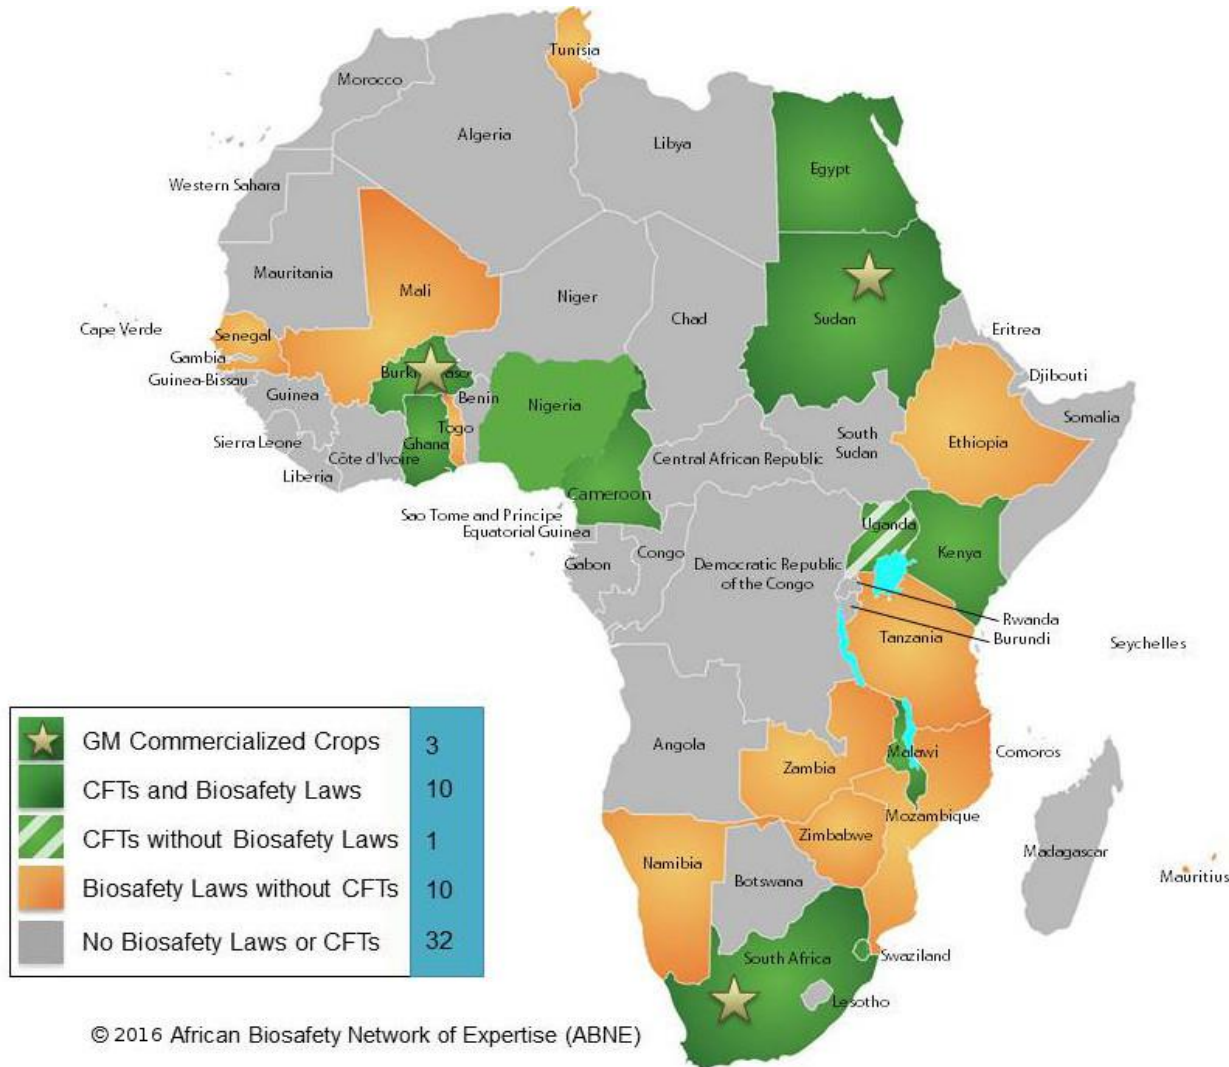 Tunisia
Morocco
Algeria
Libya
Egypt
Western Sahara
Mauritania
Mali
Niger
Chad
Sudan
Eritrea
Cape Verde
Senegal
Gambia
Guinea-Bissau
Guinea
Burki aso
Benin
Nigeria
Djibouti
Somalia
Togo
Ghana
Sierra Leone
Côte d'Ivoire
Liberia
Central African Republic
South
Sudan
Ethiopia
Cameroon
Sao Tome and Principe
Equatorial Guinea
Gabon
Congo
Democratic Republic
of the Congo
Uganda
Kenya
Rwanda
Burundi
Tanzania
Seychelles
Angola
Zambia
Malawi
Comoros
Mozambique
Zimbabwe
Namibia
Botswana
Madagascar
Mauritius
South Africa
Swaziland
Lesotho
GM Commercialized Crops 3
CFTs and Biosafety Laws 10
CFTs without Biosafety Laws 1
Biosafety Laws without CFTs 10
No Biosafety Laws or CFTs 32
© 2016 African Biosafety Network of Expertise (ABNE)